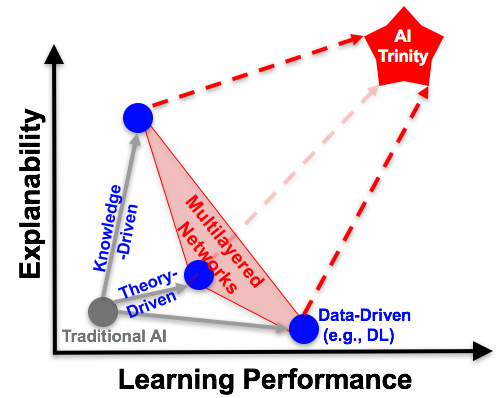 AI
Trinity
Explanability
Knowledge
-Driven
Multilayered
Networks
Theory-
Driven
Traditional AI
Data-Driven
(e.g., DL)
Learning Performance